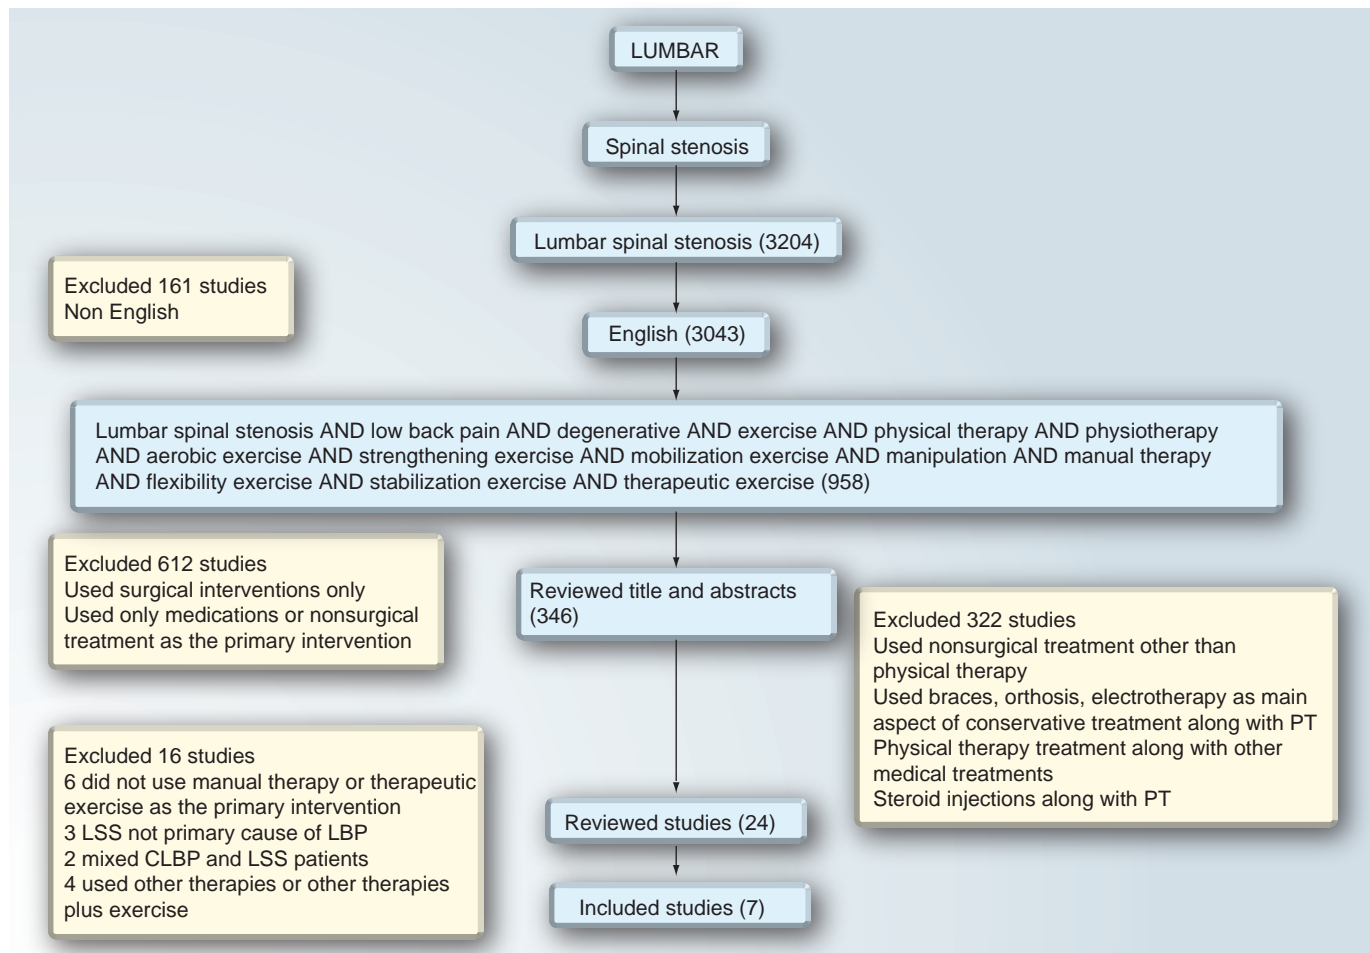 LUMBAR
Spinal stenosis
Lumbar spinal stenosis (3204)
Excluded 161 studies
Non English
English (3043)
Lumbar spinal stenosis AND low back pain AND degenerative AND exercise AND physical therapy AND physiotherapy
AND aerobic exercise AND strengthening exercise AND mobilization exercise AND manipulation AND manual therapy
AND flexibility exercise AND stabilization exercise AND therapeutic exercise (958)
Excluded 612 studies
Used surgical interventions only
Used only medications or nonsurgical
treatment as the primary intervention
Reviewed title and abstracts
(346)
Excluded 322 studies
Used nonsurgical treatment other than
physical therapy
Used braces, orthosis, electrotherapy as main
aspect of conservative treatment along with PT
Physical therapy treatment along with other
medical treatments
Steroid injections along with PT
Excluded 16 studies
6 did not use manual therapy or therapeutic
exercise as the primary intervention
3 LSS not primary cause of LBP
2 mixed CLBP and LSS patients
4 used other therapies or other therapies
plus exercise
Reviewed studies (24)
Included studies (7)